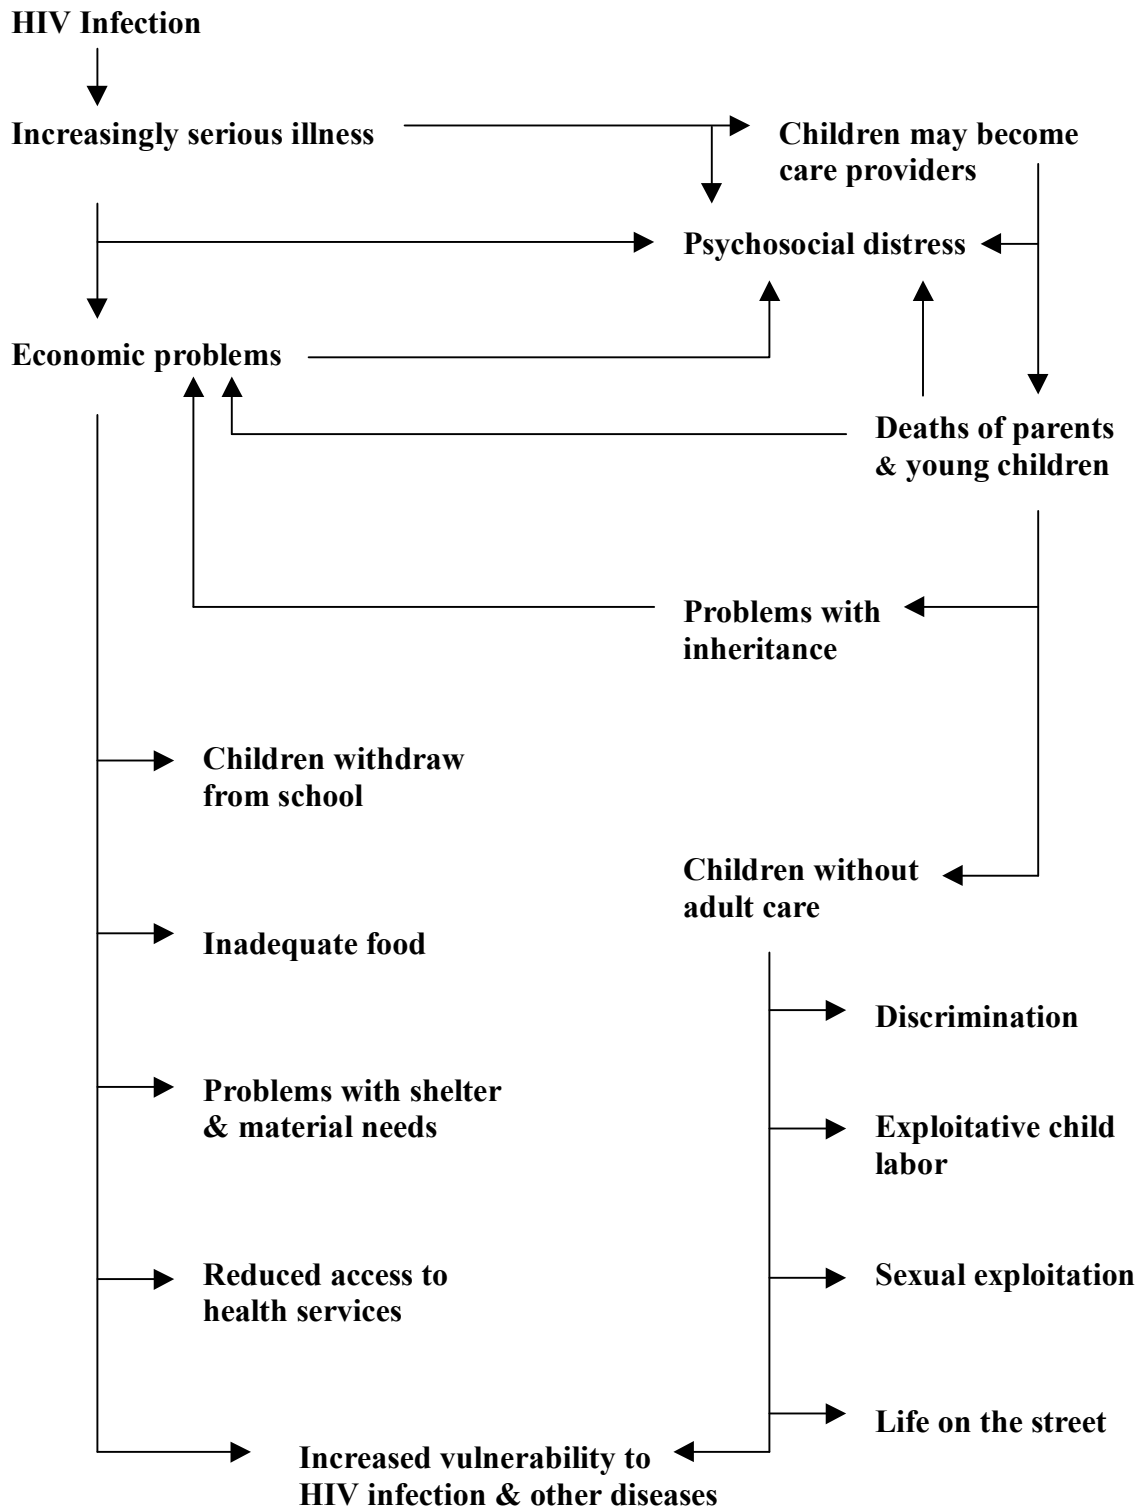 HIV Infection
Increasingly serious illness
Children may become
care providers
Psychosocial distress
Economic problems
Deaths of parents
& young children
Problems with
inheritance
Children withdraw
from school
Children without
adult care
Inadequate food
Discrimination
Problems with shelter
& material needs
Exploitative child
labor
Reduced access to
health services
Sexual exploitation
Life on the street
Increased vulnerability to
HIV infection & other diseases